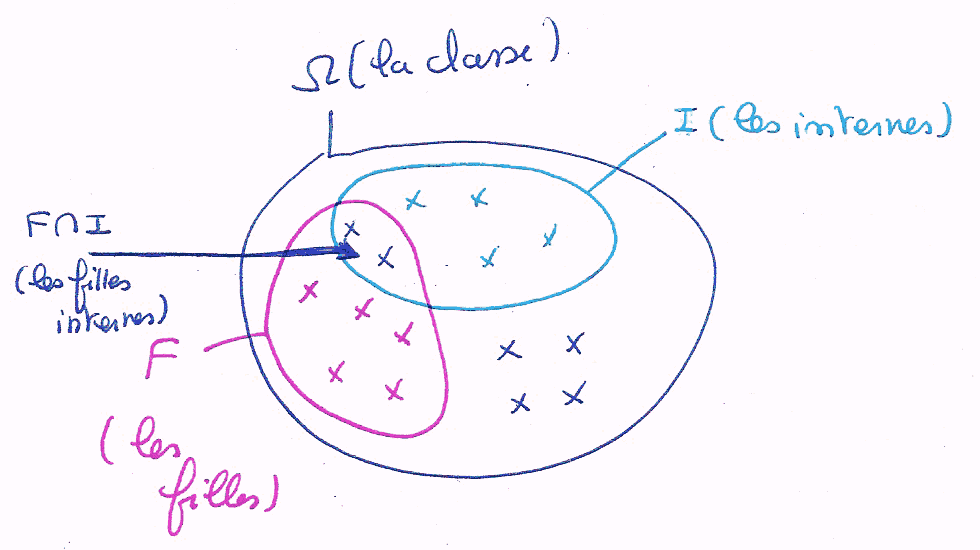 Ω (la classe)
I (les internes)
F∩I
(les filles
internes)
F
(les
filles)